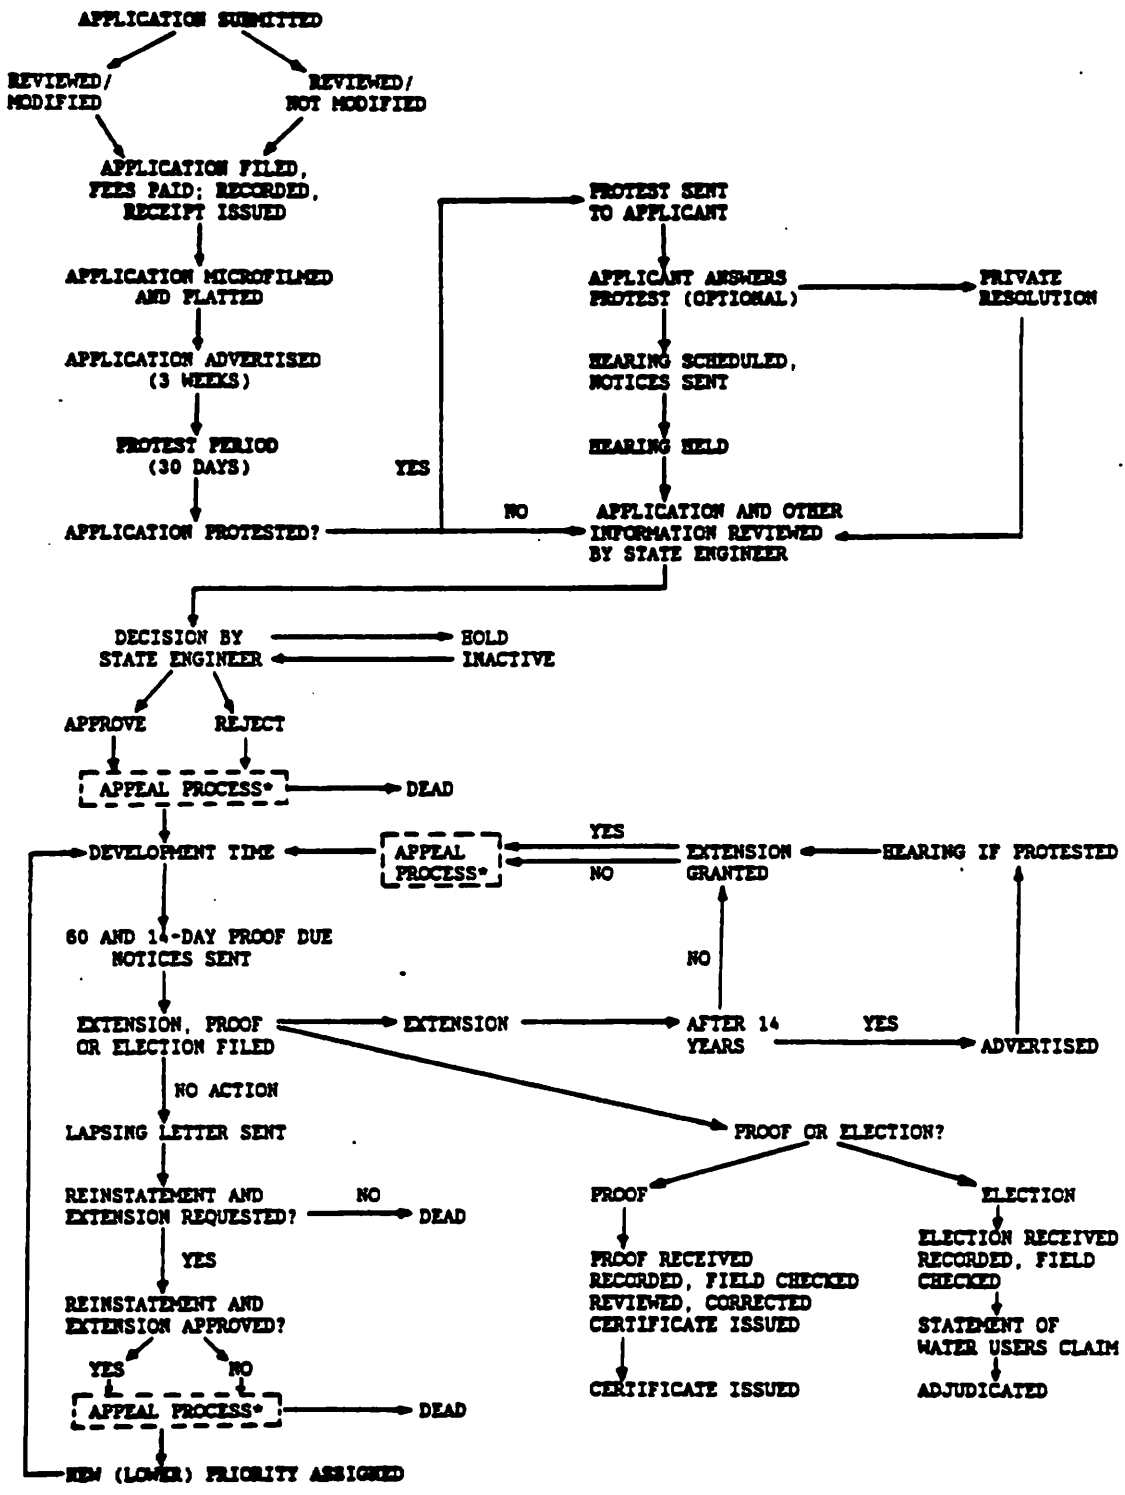 APPLICATION SUBMITTED
REVIEWED/
MODIFIED
REVIEWED/
NOT MODIFIED
APPLICATION FILED,
FEES PAID; RECORDED,
RECEIPT ISSUED
APPLICATION MICROFILMED
AND PLATTED
APPLICATION ADVERTISED
(3 WEEKS)
PROTEST PERIOD
(30 DAYS)
APPLICATION PROTESTED?
YES
NO
PROTEST SENT
TO APPLICANT
APPLICANT ANSWERS
PROTEST (OPTIONAL)
PRIVATE
RESOLUTION
HEARING SCHEDULED,
NOTICES SENT
HEARING HELD
APPLICATION AND OTHER
INFORMATION REVIEWED
BY STATE ENGINEER
DECISION BY
STATE ENGINEER
HOLD
INACTIVE
APPROVE
REJECT
APPEAL PROCESS*
DEAD
DEVELOPMENT TIME
APPEAL
PROCESS*
YES
NO
EXTENSION
GRANTED
HEARING IF PROTESTED
60 AND 14-DAY PROOF DUE
NOTICES SENT
NO
EXTENSION, PROOF
OR ELECTION FILED
EXTENSION
AFTER 14
YEARS
YES
ADVERTISED
NO ACTION
LAPSING LETTER SENT
PROOF OR ELECTION?
REINSTATEMENT AND
EXTENSION REQUESTED?
NO
DEAD
YES
REINSTATEMENT AND
EXTENSION APPROVED?
YES
NO
APPEAL PROCESS*
DEAD
NEW (LOWER) PRIORITY ASSIGNED
PROOF
PROOF RECEIVED
RECORDED, FIELD CHECKED
REVIEWED, CORRECTED
CERTIFICATE ISSUED
CERTIFICATE ISSUED
ELECTION
ELECTION RECEIVED
RECORDED, FIELD
CHECKED
STATEMENT OF
WATER USERS CLAIM
ADJUDICATED